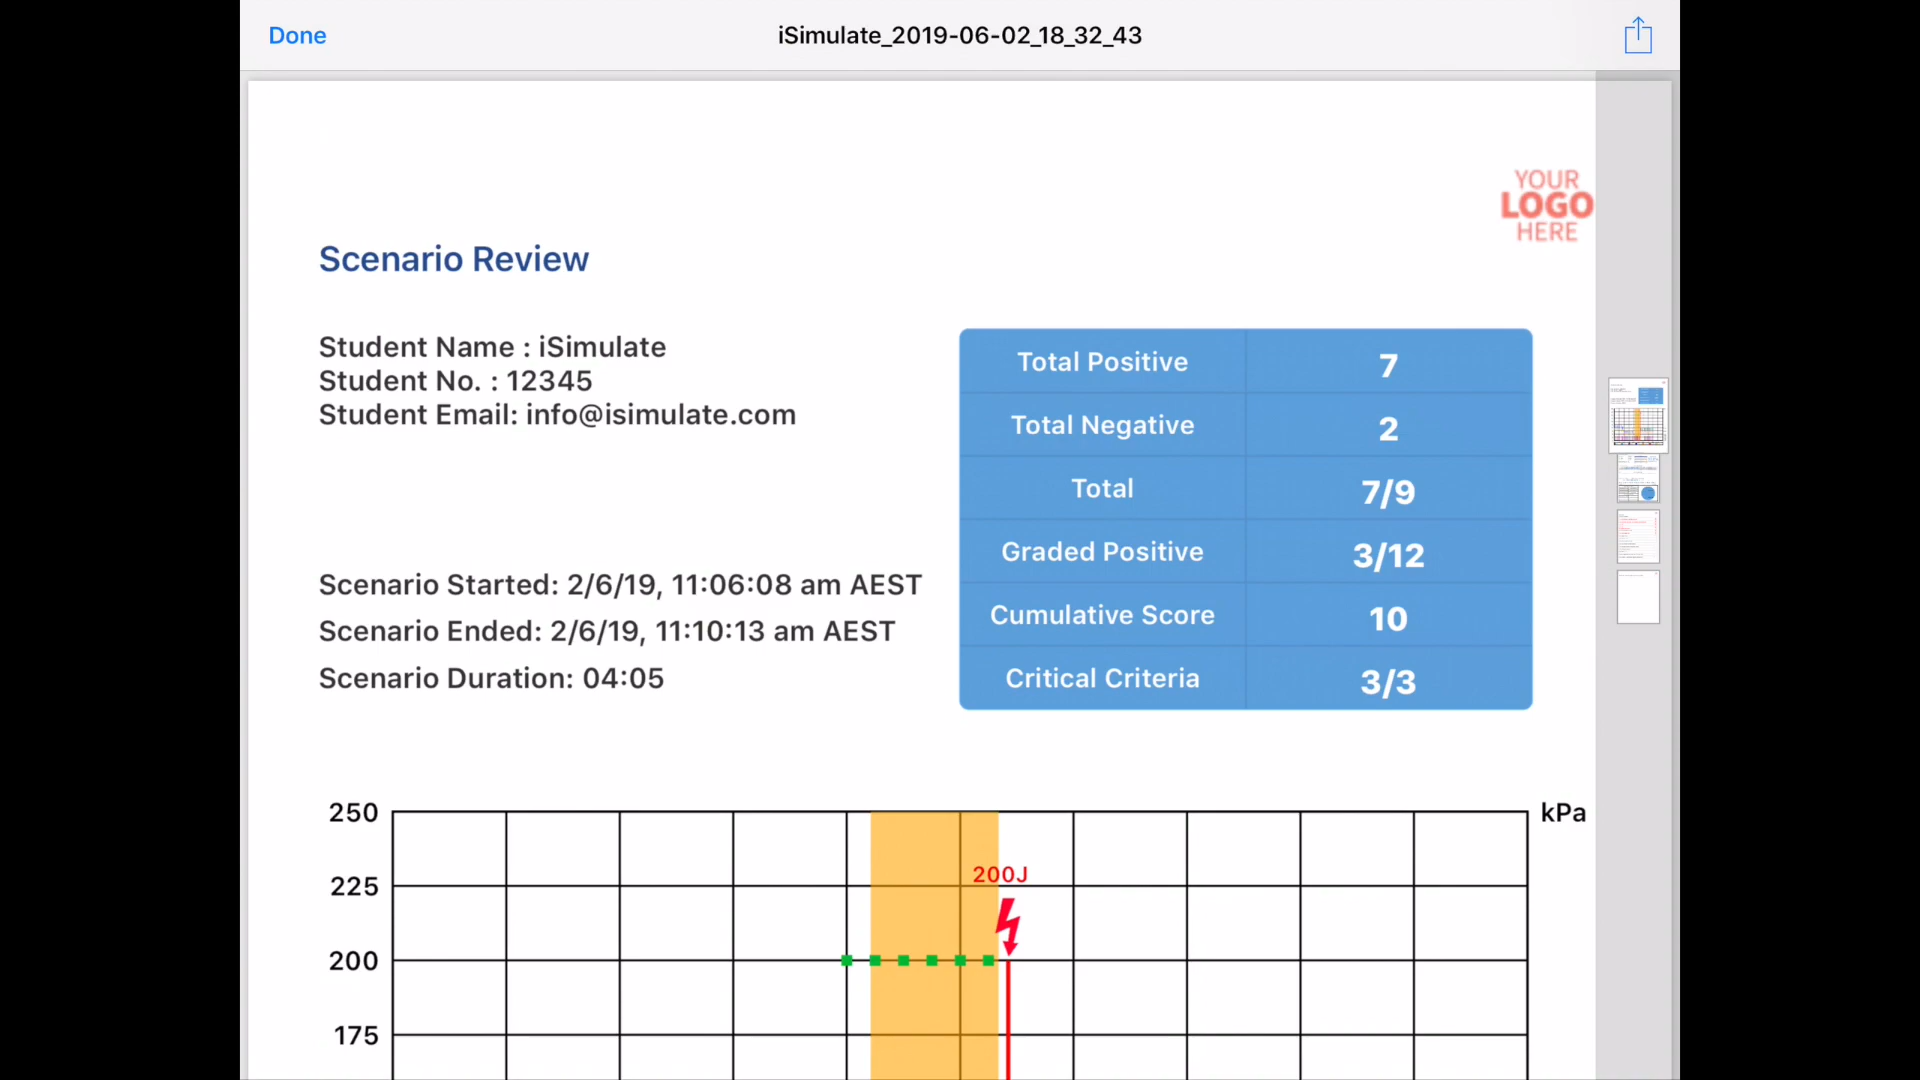 Done
iSimulate_2019-06-02_18_32_43
YOUR
LOGO
HERE
Scenario Review
Student Name : iSimulate
Student No. : 12345
Student Email: info@isimulate.com
Scenario Started: 2/6/19, 11:06:08 am AEST
Scenario Ended: 2/6/19, 11:10:13 am AEST
Scenario Duration: 04:05
Total Positive 7
Total Negative 2
Total 7/9
Graded Positive 3/12
Cumulative Score 10
Critical Criteria 3/3
250 kPa
200J
225
200
175